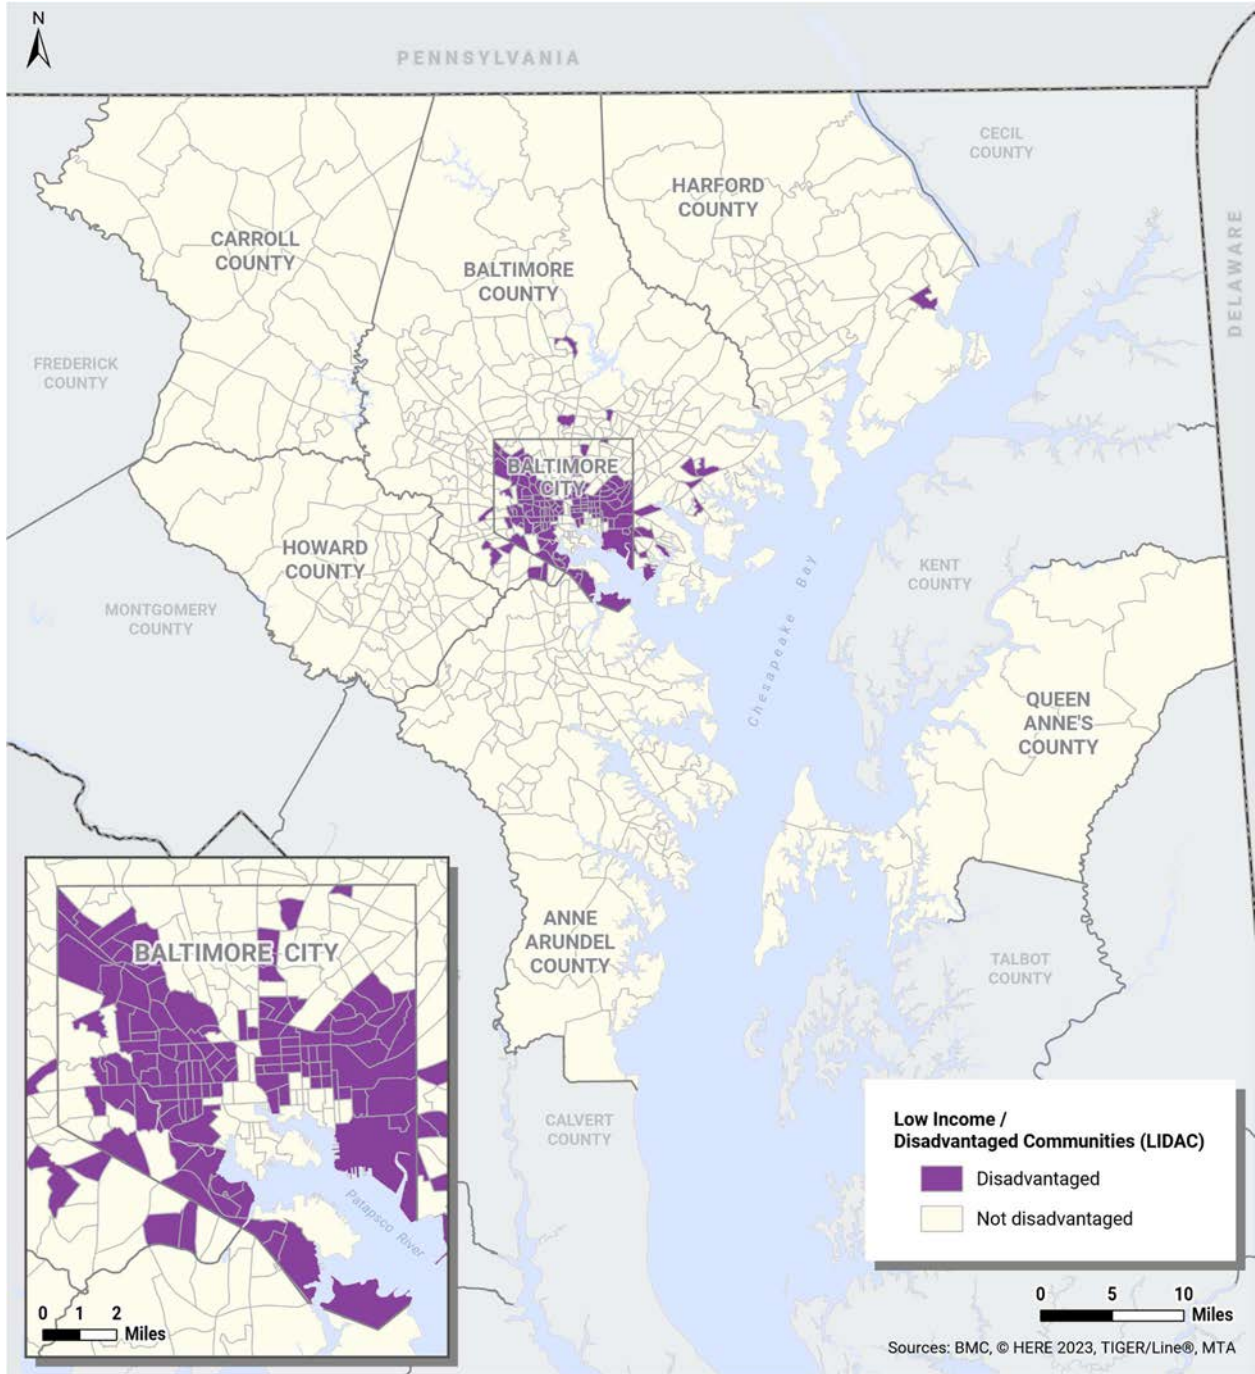 N
PENNSYLVANIA
CECIL
COUNTY
HARFORD
COUNTY
CARROLL
COUNTY
BALTIMORE
COUNTY
DELAWARE
FREDERICK
COUNTY
BALTIMORE
CITY
HOWARD
COUNTY
KENT
COUNTY
MONTGOMERY
COUNTY
Chesapeake Bay
QUEEN
ANNE'S
COUNTY
ANNE
ARUNDEL
COUNTY
TALBOT
COUNTY
CALVERT
COUNTY
BALTIMORE CITY
Patapsco River
0 1 2
Miles
Low Income /
Disadvantaged Communities (LIDAC)
Disadvantaged
Not disadvantaged
0 5 10
Miles
Sources: BMC, © HERE 2023, TIGER/Line®, MTA